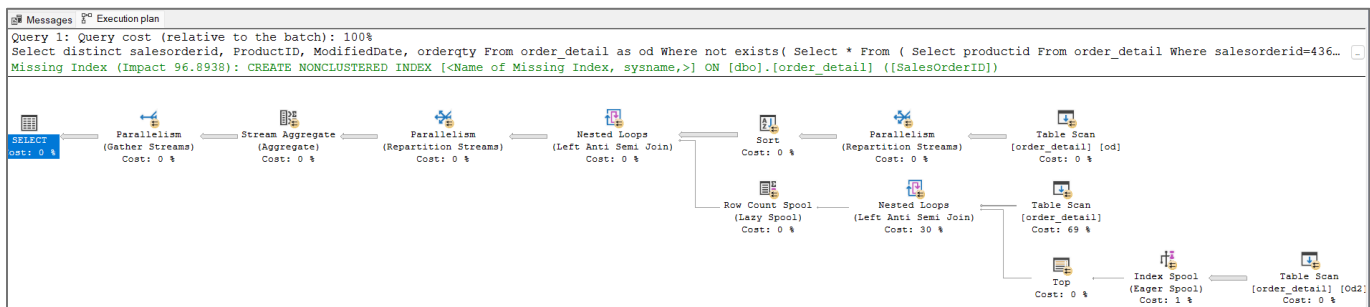 Messages Execution plan
Query 1: Query cost (relative to the batch): 100%
Select distinct salesorderid, ProductID, ModifiedDate, orderqty From order_detail as od Where not exists( Select * From ( Select productid From order_detail Where salesorderid=436…
Missing Index (Impact 96.8938): CREATE NONCLUSTERED INDEX [<Name of Missing Index, sysname,>] ON [dbo].[order_detail] ([SalesOrderID])
SELECT
ost: 0 %
Parallelism
(Gather Streams)
Cost: 0 %
Stream Aggregate
(Aggregate)
Cost: 0 %
Parallelism
(Repartition Streams)
Cost: 0 %
Nested Loops
(Left Anti Semi Join)
Cost: 0 %
Sort
Cost: 0 %
Parallelism
(Repartition Streams)
Cost: 0 %
Table Scan
[order_detail] [od]
Cost: 0 %
Row Count Spool
(Lazy Spool)
Cost: 0 %
Nested Loops
(Left Anti Semi Join)
Cost: 30 %
Table Scan
[order_detail]
Cost: 69 %
Top
Cost: 0 %
Index Spool
(Eager Spool)
Cost: 1 %
Table Scan
[order_detail] [Od2]
Cost: 0 %